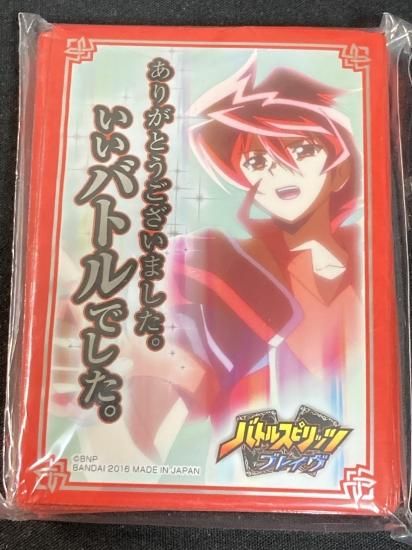 ありがとうございました。
いいバトルでした。
バトルスピリッツ
ブレイヴ
©BNP
BANDAI 2016 MADE IN JAPAN